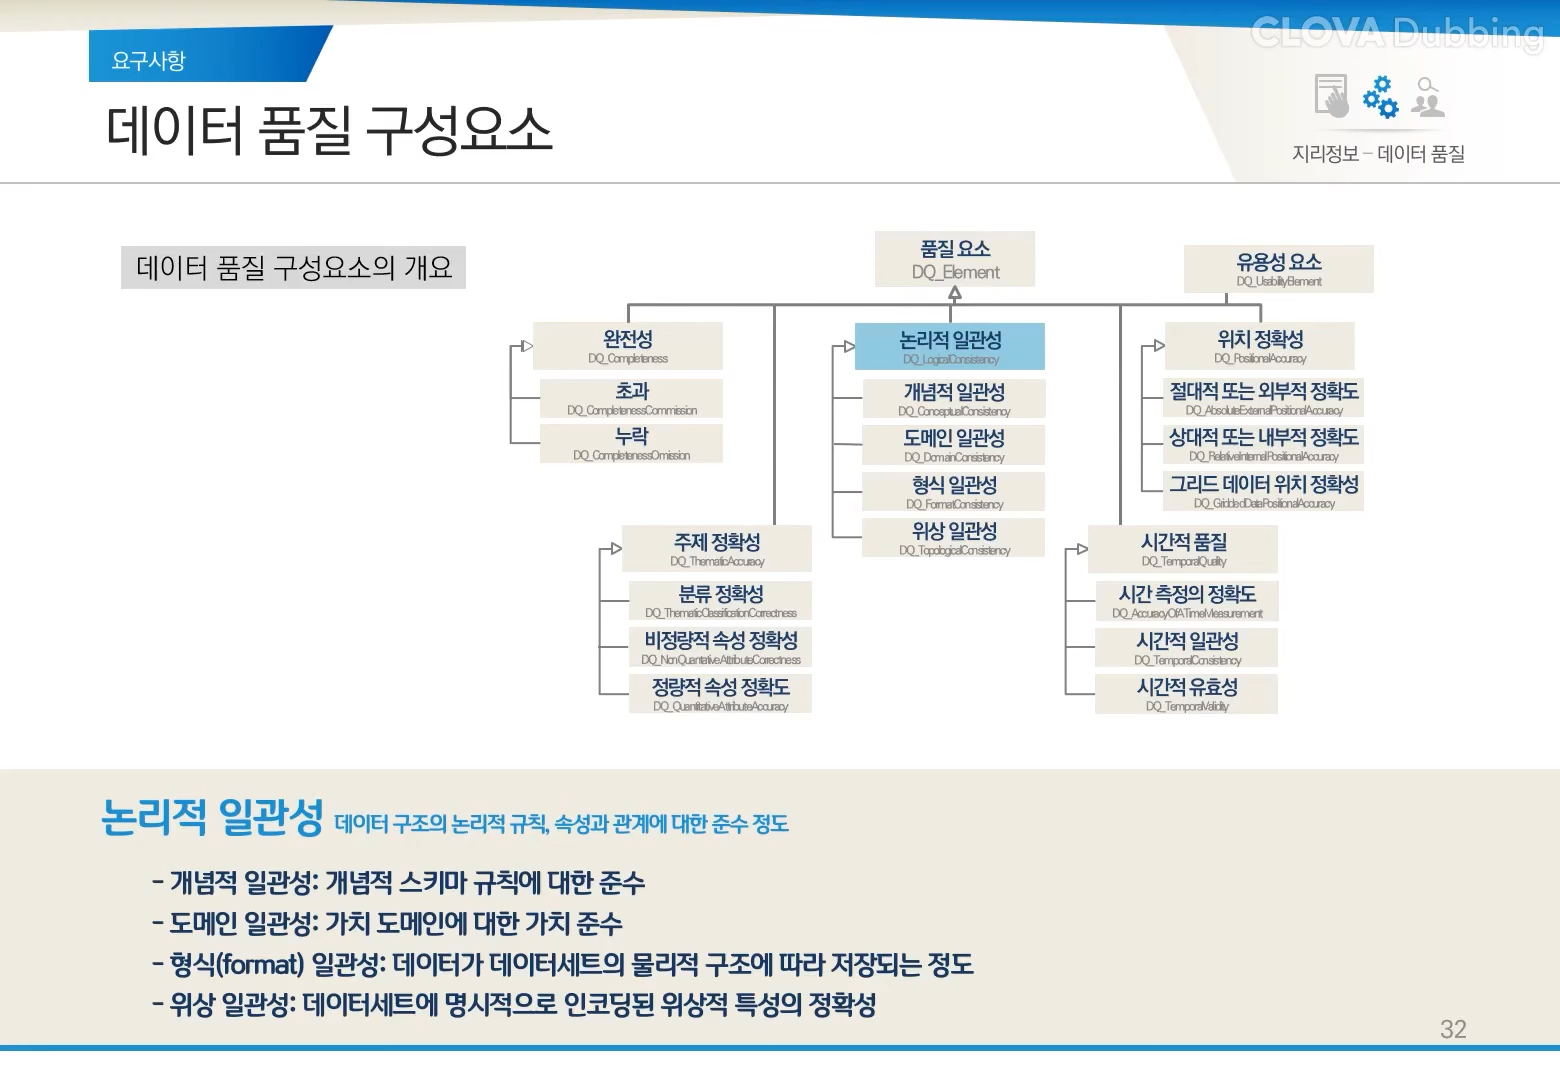 CLOVA Dubbing
요구사항
데이터 품질 구성요소
지리정보 – 데이터 품질
데이터 품질 구성요소의 개요
품질 요소
DQ_Element
유용성 요소
DQ_UsabilityElement
완전성
DQ_Completeness
초과
DQ_CompletenessCommission
누락
DQ_CompletenessOmission
논리적 일관성
DQ_LogicalConsistency
개념적 일관성
DQ_ConceptualConsistency
도메인 일관성
DQ_DomainConsistency
형식 일관성
DQ_FormatConsistency
위상 일관성
DQ_TopologicalConsistency
위치 정확성
DQ_PositionalAccuracy
절대적 또는 외부적 정확도
DQ_AbsoluteExternalPositionalAccuracy
상대적 또는 내부적 정확도
DQ_RelativeInternalPositionalAccuracy
그리드 데이터 위치 정확성
DQ_GriddedDataPositionalAccuracy
주제 정확성
DQ_ThematicAccuracy
분류 정확성
DQ_ThematicClassificationCorrectness
비정량적 속성 정확성
DQ_NonQuantativeAttributeCorrectness
정량적 속성 정확도
DQ_QuantitativeAttributeAccuracy
시간적 품질
DQ_TemporalQuality
시간 측정의 정확도
DQ_AccuracyOfATimeMeasurement
시간적 일관성
DQ_TemporalConsistency
시간적 유효성
DQ_TemporalValidity
논리적 일관성 데이터 구조의 논리적 규칙, 속성과 관계에 대한 준수 정도
- 개념적 일관성: 개념적 스키마 규칙에 대한 준수
- 도메인 일관성: 가치 도메인에 대한 가치 준수
- 형식(format) 일관성: 데이터가 데이터세트의 물리적 구조에 따라 저장되는 정도
- 위상 일관성: 데이터세트에 명시적으로 인코딩된 위상적 특성의 정확성
32